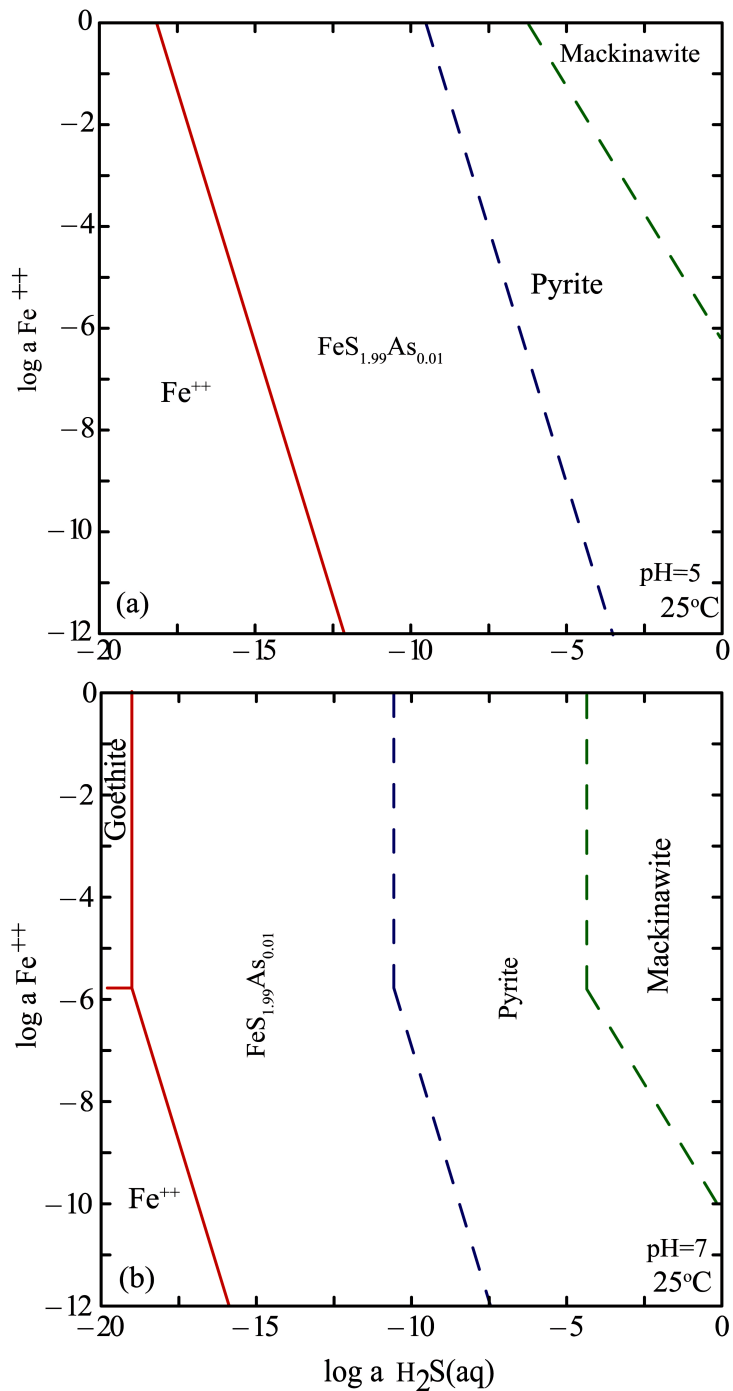 0
Mackinawite
−2
−4
Pyrite
log a Fe ++
−6
FeS1.99As0.01
Fe++
−8
−10
pH=5
(a)
25oC
−12
−20
−15
−10
−5
0
0
Goethite
−2
−4
Mackinawite
FeS1.99As0.01
Pyrite
log a Fe++
−6
−8
Fe++
−10
pH=7
(b)
25oC
−12
−20
−15
−10
−5
0
log a H2S(aq)